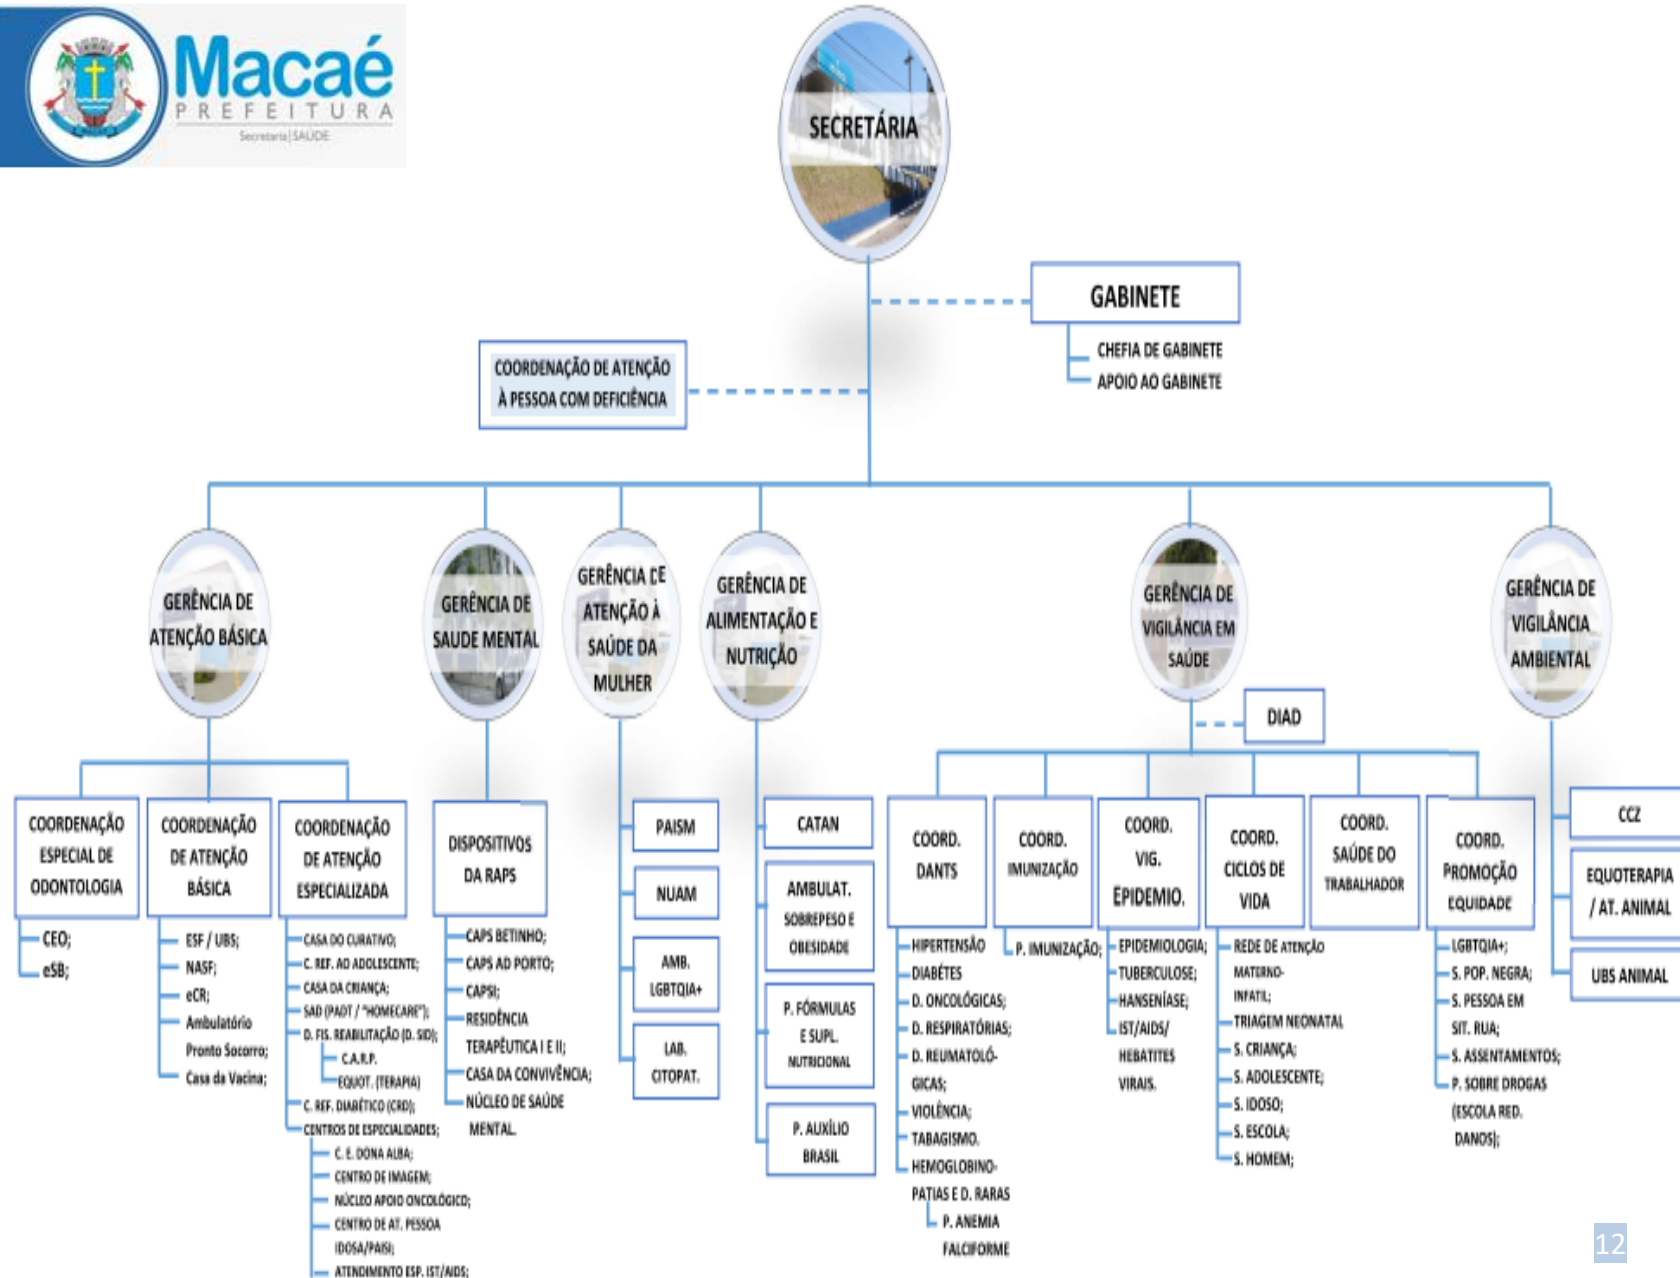 Macaé
PREFEITURA
Secretaria|SAÚDE
SECRETÁRIA
GABINETE
CHEFIA DE GABINETE
APOIO AO GABINETE
COORDENAÇÃO DE ATENÇÃO
À PESSOA COM DEFICIÊNCIA
GERÊNCIA DE
ATENÇÃO BÁSICA
GERÊNCIA DE
SAUDE MENTAL
GERÊNCIA DE
ATENÇÃO À
SAÚDE DA
MULHER
GERÊNCIA DE
ALIMENTAÇÃO E
NUTRIÇÃO
GERÊNCIA DE
VIGILÂNCIA EM
SAÚDE
GERÊNCIA DE
VIGILÂNCIA
AMBIENTAL
DIAD
COORDENAÇÃO
ESPECIAL DE
ODONTOLOGIA
CEO;
eSB;
COORDENAÇÃO
DE ATENÇÃO
BÁSICA
ESF / UBS;
NASF;
eCR;
Ambulatório
Pronto Socorro;
Casa da Vacina;
COORDENAÇÃO
DE ATENÇÃO
ESPECIALIZADA
CASA DO CURATIVO;
C. REF. AO ADOLESCENTE;
CASA DA CRIANÇA;
SAD (PADT / "HOMECARE");
D. FIS. REABILITAÇÃO (D. SID);
C.A.R.P.
EQUOT. (TERAPIA)
C. REF. DIABÉTICO (CRD);
CENTROS DE ESPECIALIDADES;
C. E. DONA ALBA;
CENTRO DE IMAGEM;
NÚCLEO APOIO ONCOLÓGICO;
CENTRO DE AT. PESSOA
IDOSA/PAISI;
ATENDIMENTO ESP. IST/AIDS;
DISPOSITIVOS
DA RAPS
CAPS BETINHO;
CAPS AD PORTO;
CAPSI;
RESIDÊNCIA
TERAPÊUTICA I E II;
CASA DA CONVIVÊNCIA;
NÚCLEO DE SAÚDE
MENTAL.
PAISM
NUAM
AMB.
LGBTQIA+
LAB.
CITOPAT.
CATAN
AMBULAT.
SOBREPESO E
OBESIDADE
P. FÓRMULAS
E SUPL.
NUTRICIONAL
P. AUXÍLIO
BRASIL
COORD.
DANTS
HIPERTENSÃO
DIABÉTES
D. ONCOLÓGICAS;
D. RESPIRATÓRIAS;
D. REUMATOLÓ-
GICAS;
VIOLÊNCIA;
TABAGISMO.
HEMOGLOBINO-
PATIAS E D. RARAS
P. ANEMIA
FALCIFORME
COORD.
IMUNIZAÇÃO
P. IMUNIZAÇÃO;
COORD.
VIG.
EPIDEMIO.
EPIDEMIOLOGIA;
TUBERCULOSE;
HANSENÍASE;
IST/AIDS/
HEBATITES
VIRAIS.
COORD.
CICLOS DE
VIDA
REDE DE ATENÇÃO
MATERNO-
INFATIL;
TRIAGEM NEONATAL
S. CRIANÇA;
S. ADOLESCENTE;
S. IDOSO;
S. ESCOLA;
S. HOMEM;
COORD.
SAÚDE DO
TRABALHADOR
COORD.
PROMOÇÃO
EQUIDADE
LGBTQIA+;
S. POP. NEGRA;
S. PESSOA EM
SIT. RUA;
S. ASSENTAMENTOS;
P. SOBRE DROGAS
(ESCOLA RED.
DANOS);
CCZ
EQUOTERAPIA
/ AT. ANIMAL
UBS ANIMAL
12